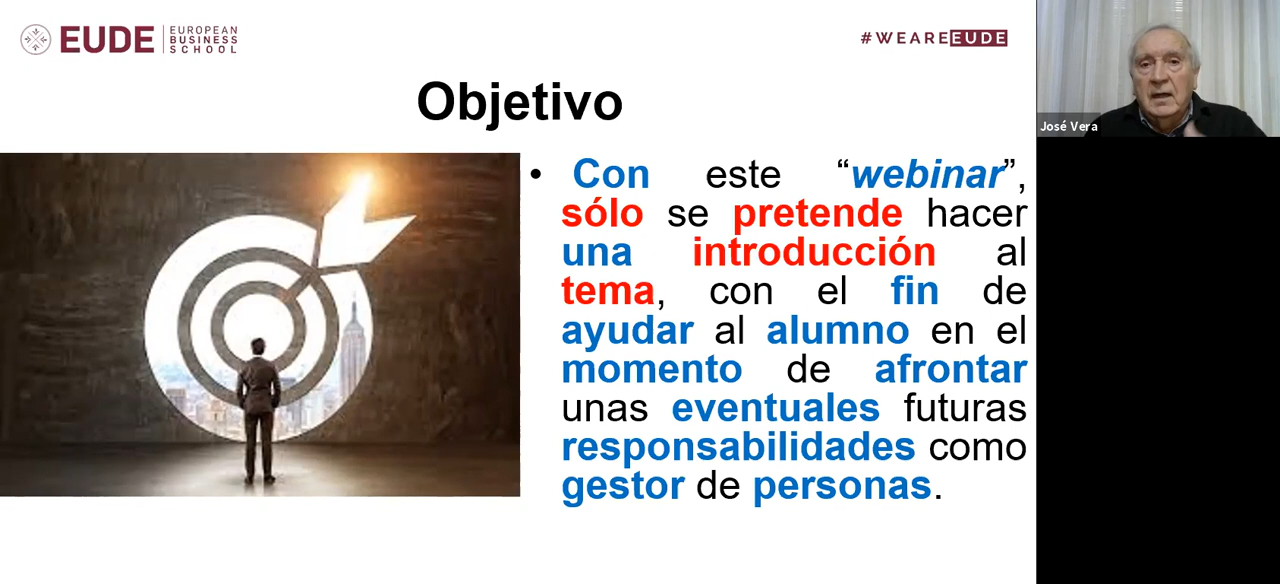 EUDE
EUROPEAN
BUSINESS
SCHOOL
#WEAREEUDE
José Vera
Objetivo
• Con este “webinar”,
sólo se pretende hacer
una introducción al
tema, con el fin de
ayudar al alumno en el
momento de afrontar
unas eventuales futuras
responsabilidades como
gestor de personas.